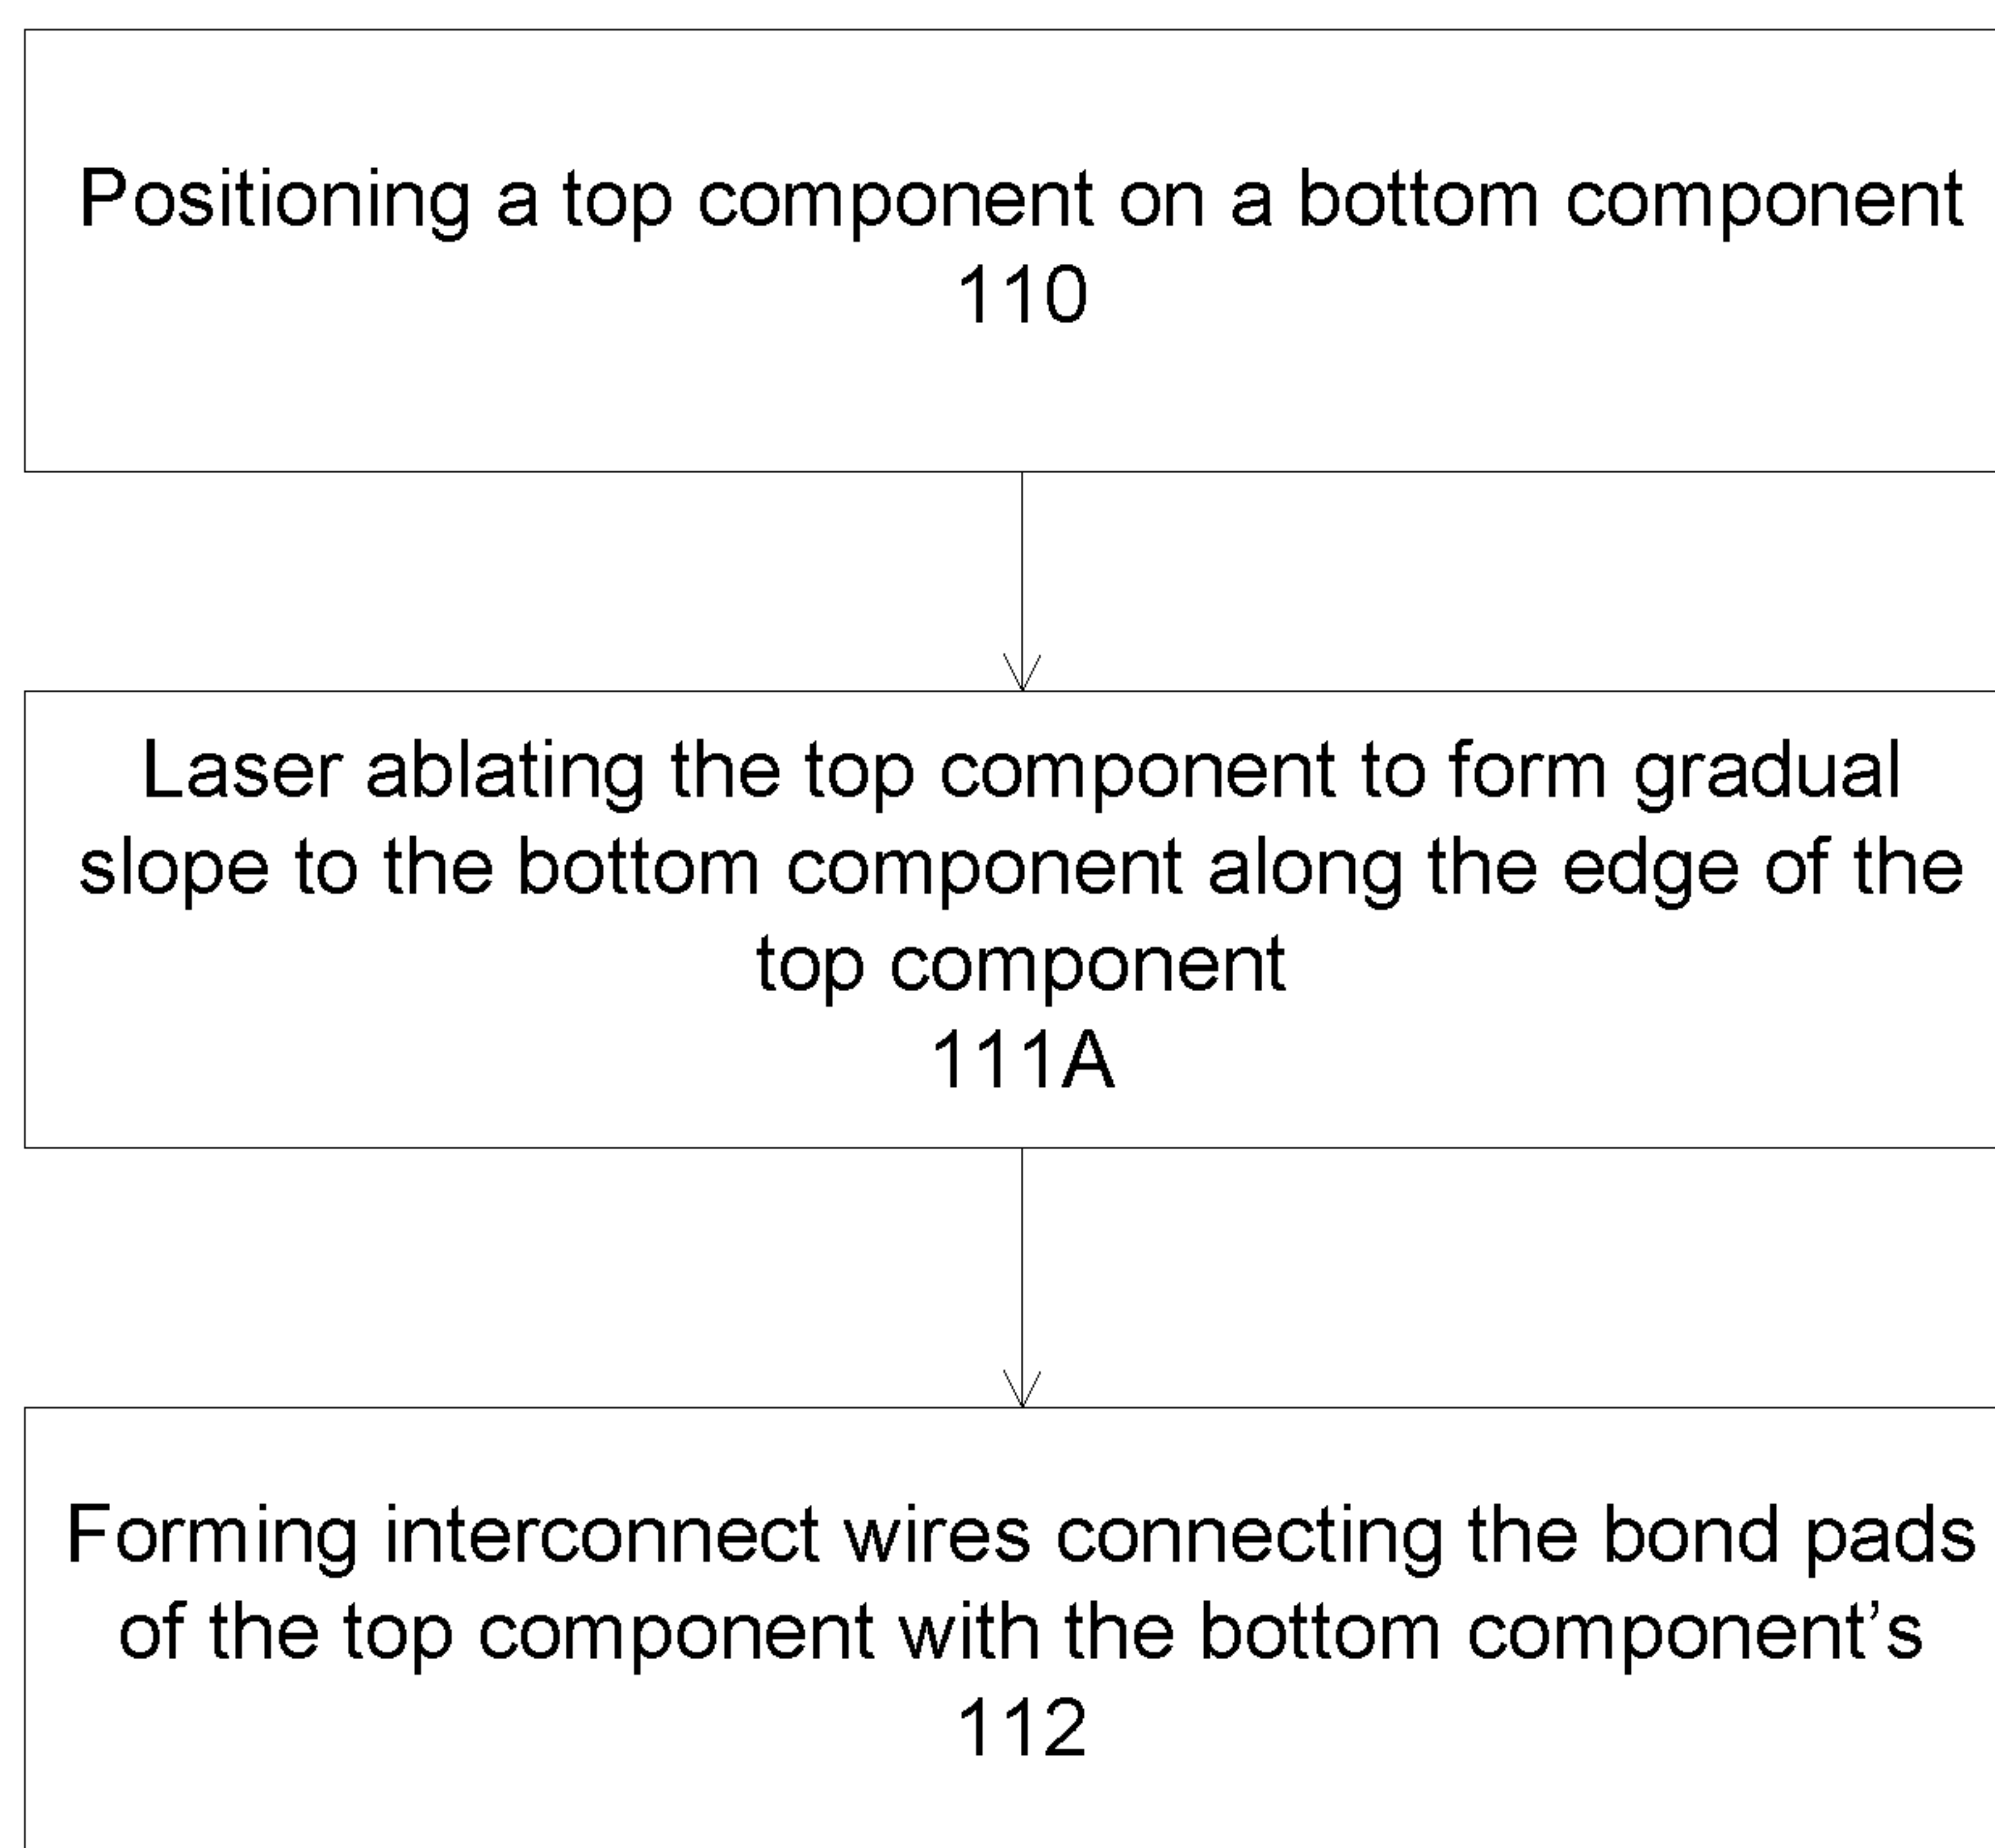 Positioning a top component on a bottom component
110
Laser ablating the top component to form gradual
slope to the bottom component along the edge of the
top component
111A
Forming interconnect wires connecting the bond pads
of the top component with the bottom component’s
112